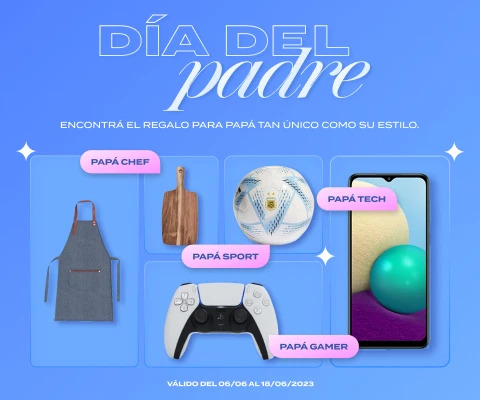 DÍA DEL
padre
ENCONTRÁ EL REGALO PARA PAPÁ TAN ÚNICO COMO SU ESTILO.
PAPÁ CHEF
PAPÁ TECH
PAPÁ SPORT
PAPÁ GAMER
VÁLIDO DEL 06/06 AL 18/06/2023